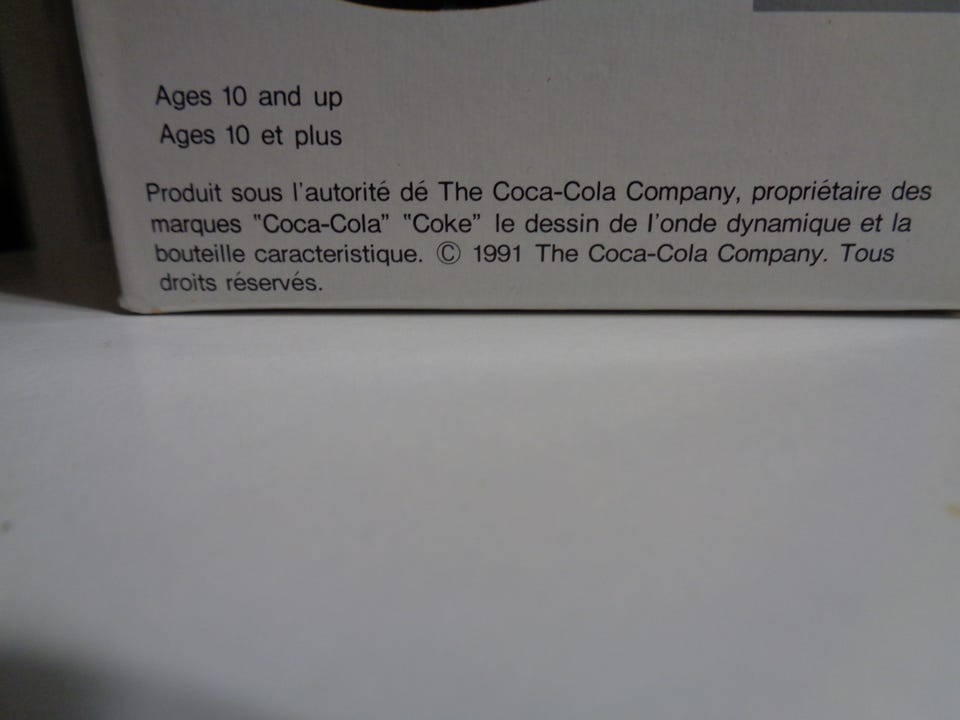 Ages 10 and up
Ages 10 et plus
Produit sous l'autorité dé The Coca-Cola Company, propriétaire des
marques "Coca-Cola" "Coke" le dessin de l'onde dynamique et la
bouteille caracteristique. © 1991 The Coca-Cola Company. Tous
droits réservés.